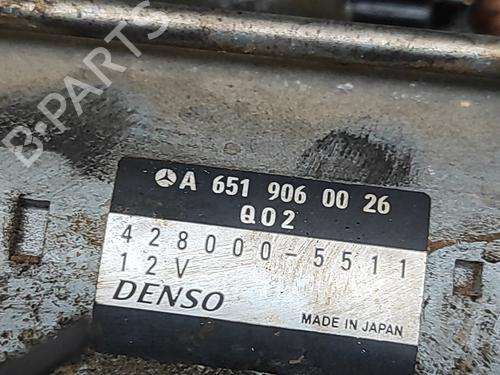 B-PARTS
A 651 906 00 26
Q02
428000-5511
12V
DENSO
MADE IN JAPAN